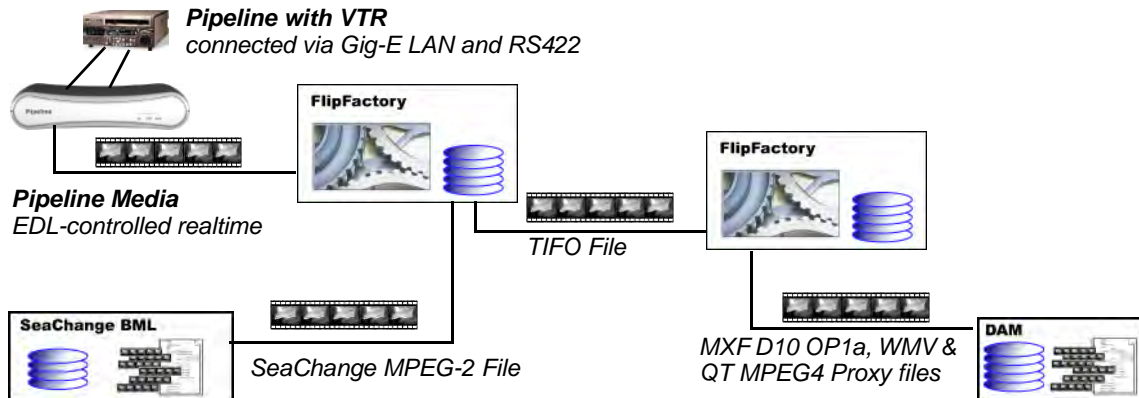 Pipeline with VTR
connected via Gig-E LAN and RS422
Pipeline
FlipFactory
FlipFactory
Pipeline Media
EDL-controlled realtime
TIFO File
SeaChange BML
SeaChange MPEG-2 File
MXF D10 OP1a, WMV &
QT MPEG4 Proxy files
DAM